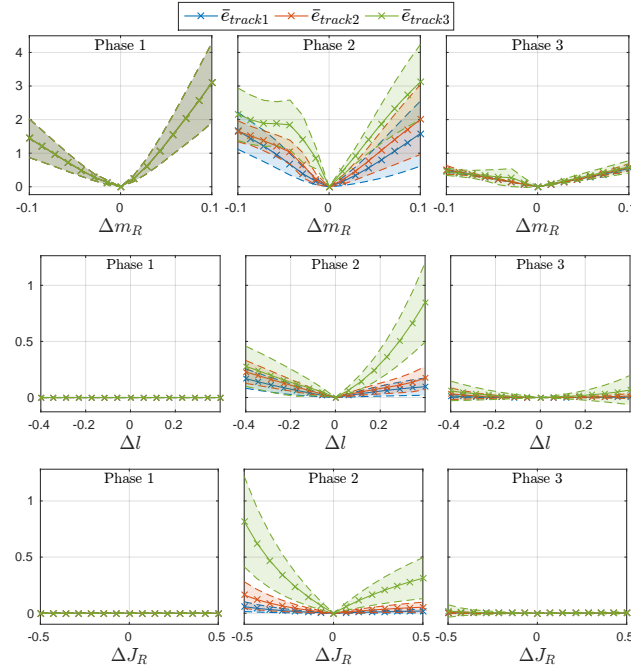 ē_track1 ē_track2 ē_track3
Phase 1 Phase 2 Phase 3
4
3
2
1
0
-0.1 0 0.1 -0.1 0 0.1 -0.1 0 0.1
Δm_R Δm_R Δm_R
Phase 1 Phase 2 Phase 3
1
0.5
0
-0.4 -0.2 0 0.2 -0.4 -0.2 0 0.2 -0.4 -0.2 0 0.2
Δl Δl Δl
Phase 1 Phase 2 Phase 3
1
0.5
0
-0.5 0 0.5 -0.5 0 0.5 -0.5 0 0.5
ΔJ_R ΔJ_R ΔJ_R